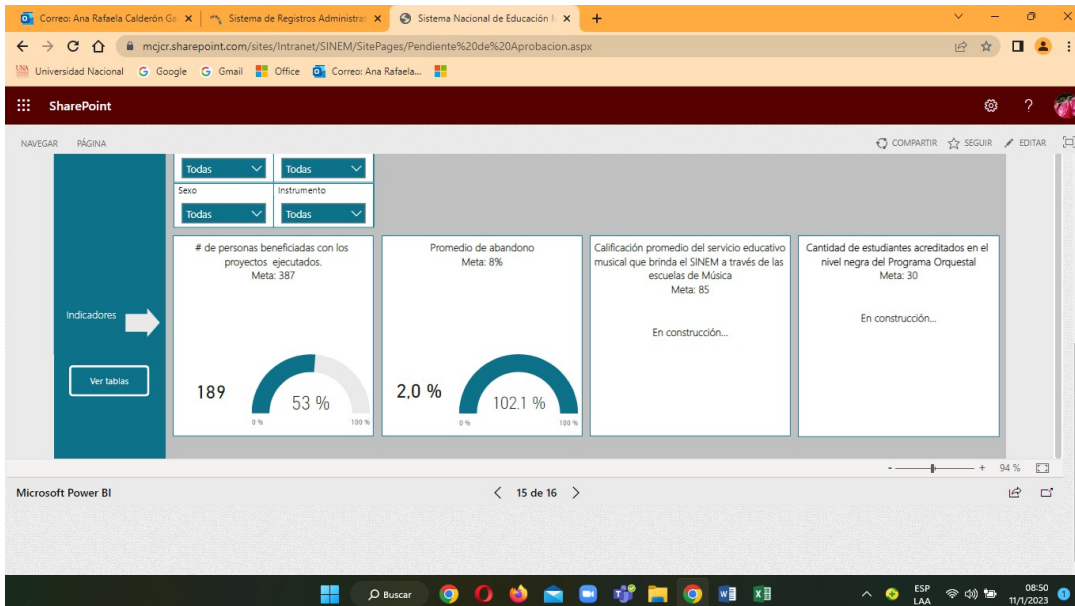 Correo: Ana Rafaela Calderón Ga
Sistema de Registros Administrat
Sistema Nacional de Educación M
mcjcr.sharepoint.com/sites/Intranet/SINEM/SitePages/Pendiente%20de%20Aprobacion.aspx
UNA Universidad Nacional
Google
Gmail
Office
Correo: Ana Rafaela...
SharePoint
NAVEGAR
PÁGINA
COMPARTIR
SEGUIR
EDITAR
Todas
Todas
Sexo
Instrumento
Todas
Todas
# de personas beneficiadas con los
proyectos ejecutados.
Meta: 387
189
53 %
0 %
100 %
Promedio de abandono
Meta: 8%
2,0 %
102.1 %
0 %
100 %
Calificación promedio del servicio educativo
musical que brinda el SINEM a través de las
escuelas de Música
Meta: 85
En construcción...
Cantidad de estudiantes acreditados en el
nivel negra del Programa Orquestal
Meta: 30
En construcción...
Indicadores
Ver tablas
- + 94 %
Microsoft Power BI
< 15 de 16 >
Buscar
ESP
LAA
08:50
11/1/2023
1